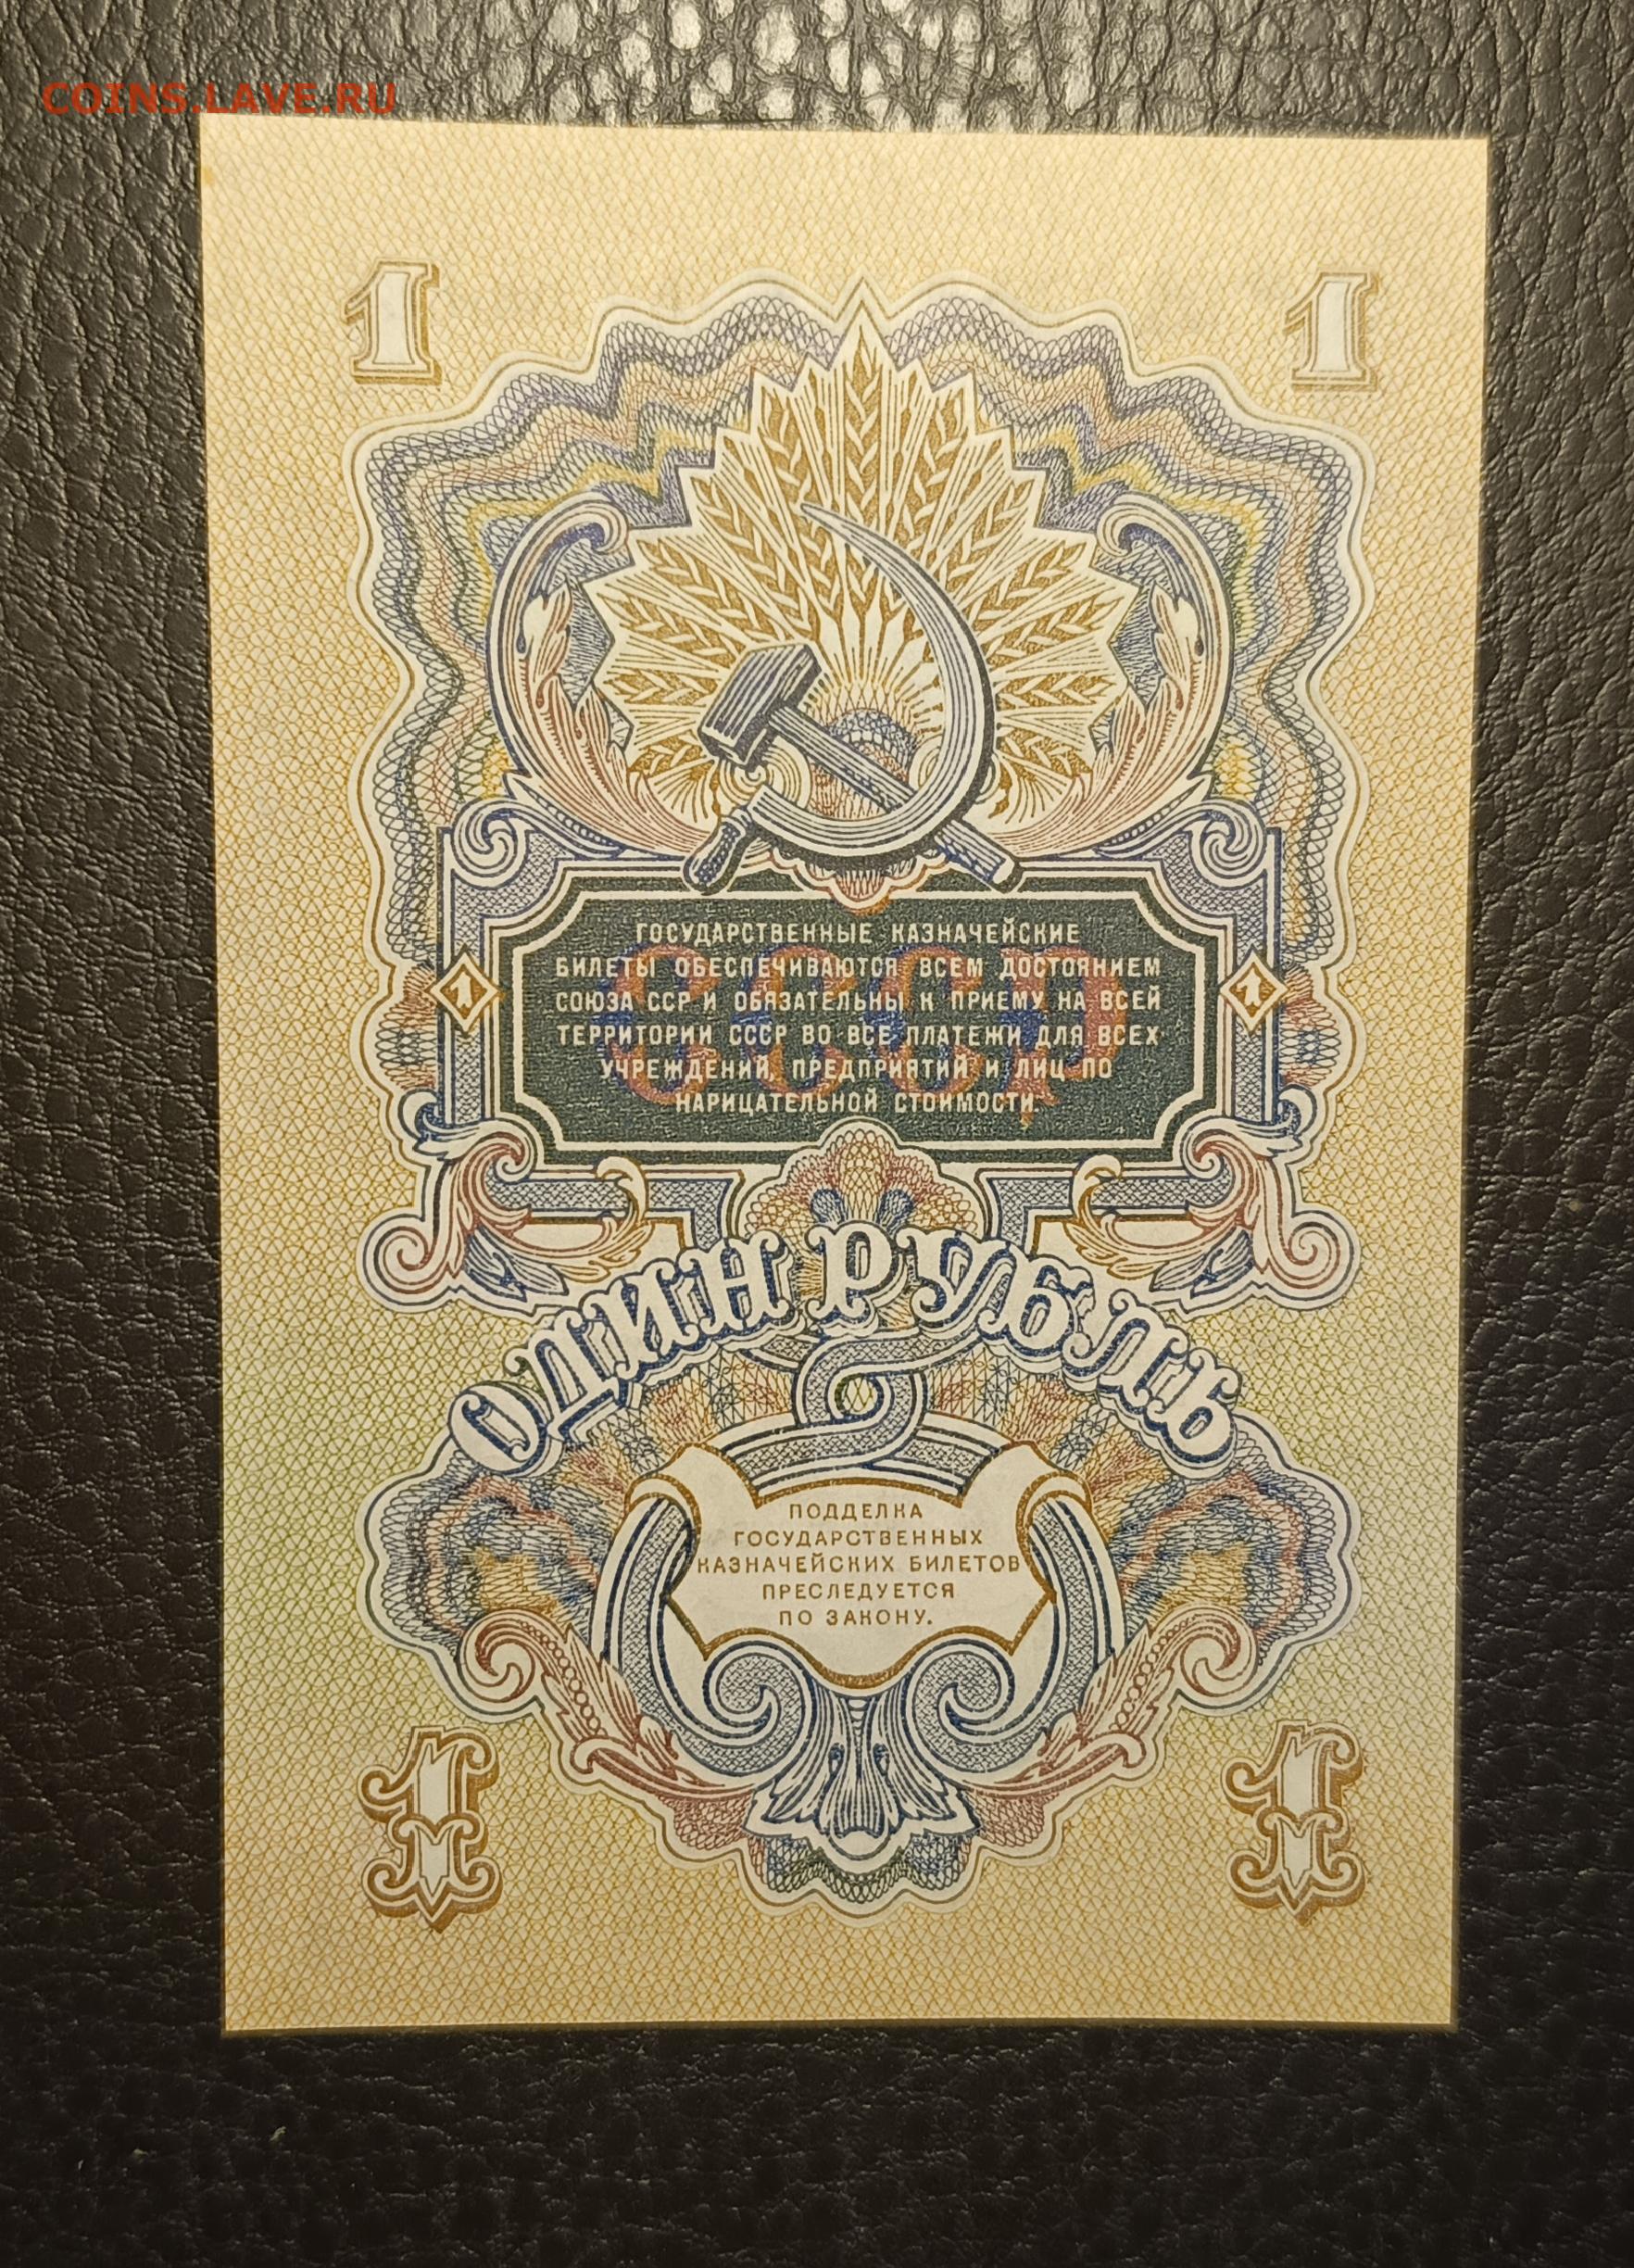 COINS.LAVE.RU
1 1
ГОСУДАРСТВЕННЫЕ КАЗНАЧЕЙСКИЕ
БИЛЕТЫ ОБЕСПЕЧИВАЮТСЯ ВСЕМ ДОСТОЯНИЕМ
СОЮЗА ССР И ОБЯЗАТЕЛЬНЫ К ПРИЕМУ НА ВСЕЙ
ТЕРРИТОРИИ СССР ВО ВСЕ ПЛАТЕЖИ ДЛЯ ВСЕХ
УЧРЕЖДЕНИЙ, ПРЕДПРИЯТИЙ И ЛИЦ ПО
НАРИЦАТЕЛЬНОЙ СТОИМОСТИ.
СССР
1 1
ОДИН РУБЛЬ
ПОДДЕЛКА
ГОСУДАРСТВЕННЫХ
КАЗНАЧЕЙСКИХ БИЛЕТОВ
ПРЕСЛЕДУЕТСЯ
ПО ЗАКОНУ.
1 1